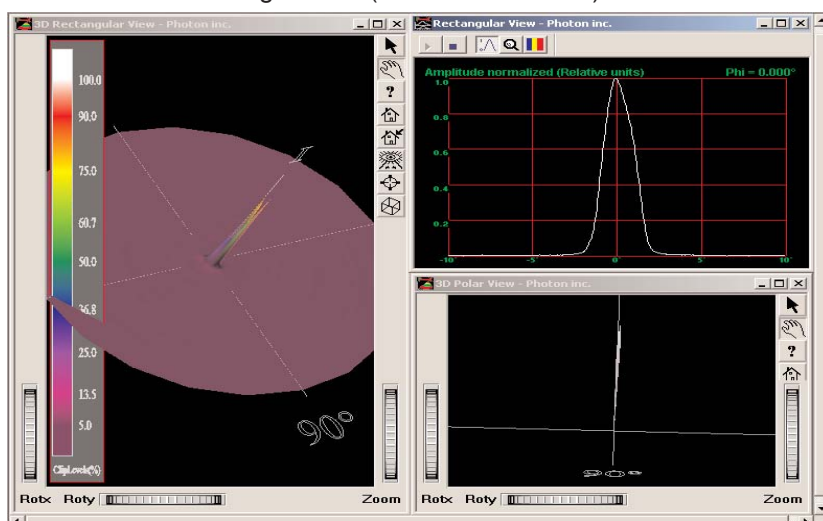 3D Rectangular View - Photon inc.
100.0
90.0
75.0
60.7
50.0
36.8
25.0
13.5
5.0
ClipLevels(%)
90°
?
Rotx Roty Zoom
Rectangular View - Photon inc.
Amplitude normalized (Relative units) Phi = 0.000°
1.0
0.8
0.6
0.4
0.2
-10 -5 0 5 10
3D Polar View - Photon inc.
?
90°
Rotx Roty Zoom